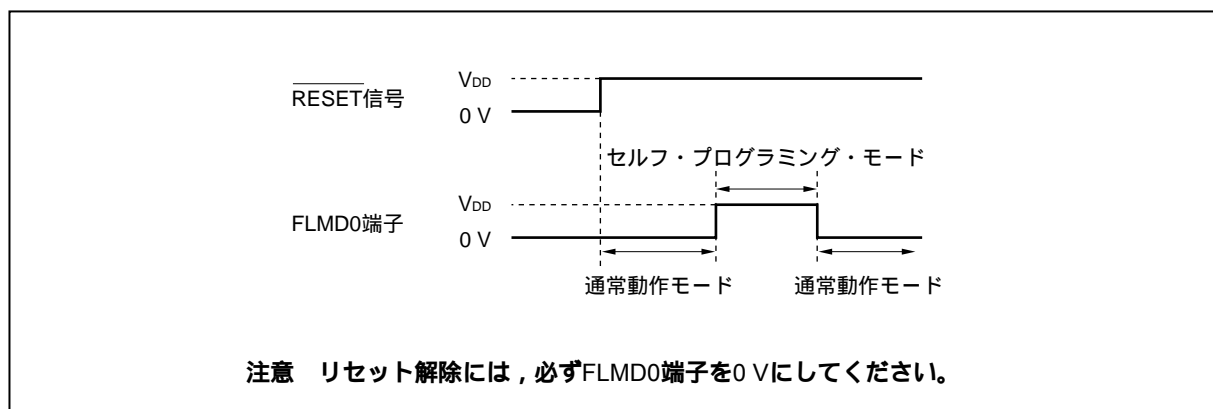 VDD
RESET信号
0 V
セルフ・プログラミング・モード
VDD
FLMD0端子
0 V
通常動作モード 通常動作モード
注意 リセット解除には，必ずFLMD0端子を0 Vにしてください。